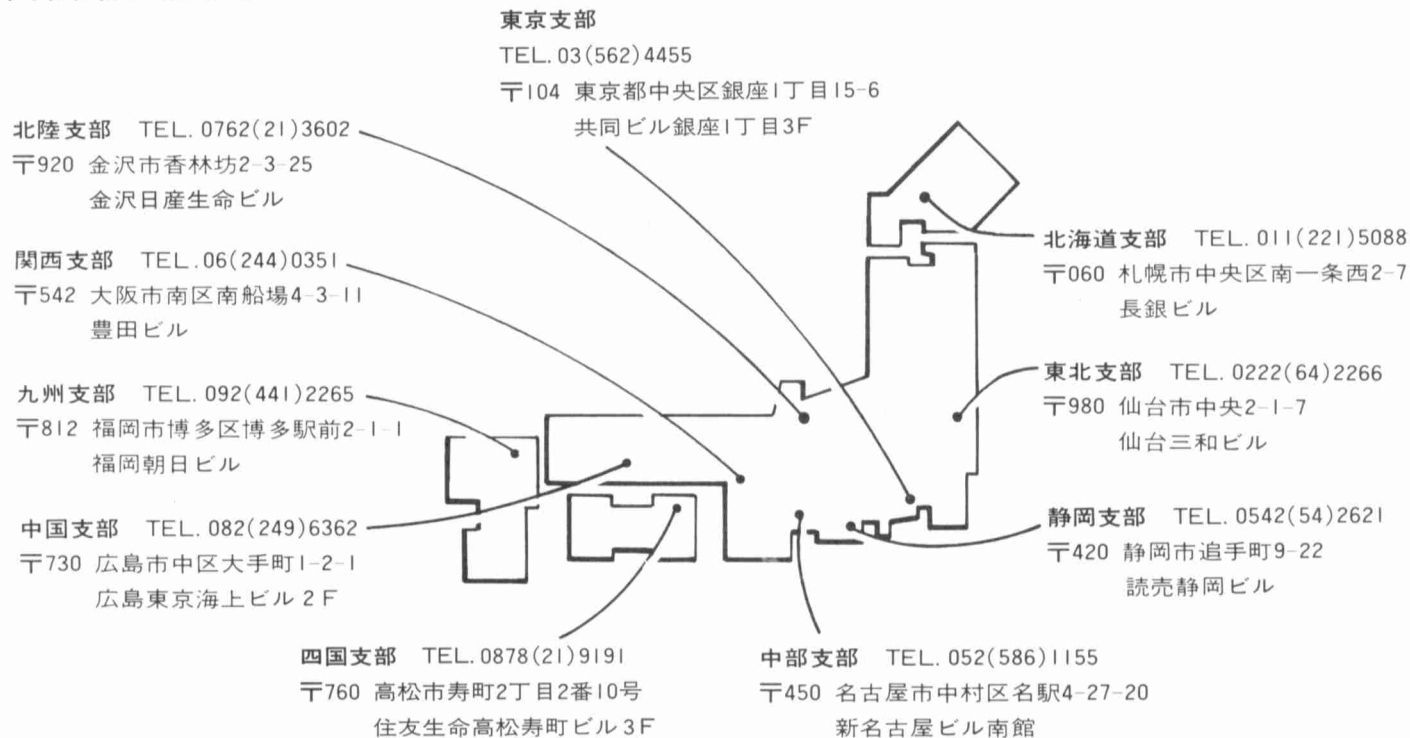 東京支部
TEL. 03(562)4455
〒104 東京都中央区銀座1丁目15-6
共同ビル銀座1丁目3F
北陸支部 TEL. 0762(21)3602
〒920 金沢市香林坊2-3-25
金沢日産生命ビル
関西支部 TEL. 06(244)0351
〒542 大阪市南区南船場4-3-11
豊田ビル
九州支部 TEL. 092(441)2265
〒812 福岡市博多区博多駅前2-1-1
福岡朝日ビル
中国支部 TEL. 082(249)6362
〒730 広島市中区大手町1-2-1
広島東京海上ビル2F
四国支部 TEL. 0878(21)9191
〒760 高松市寿町2丁目2番10号
住友生命高松寿町ビル3F
北海道支部 TEL. 011(221)5088
〒060 札幌市中央区南一条西2-7
長銀ビル
東北支部 TEL. 0222(64)2266
〒980 仙台市中央2-1-7
仙台三和ビル
静岡支部 TEL. 0542(54)2621
〒420 静岡市追手町9-22
読売静岡ビル
中部支部 TEL. 052(586)1155
〒450 名古屋市中村区名駅4-27-20
新名古屋ビル南館